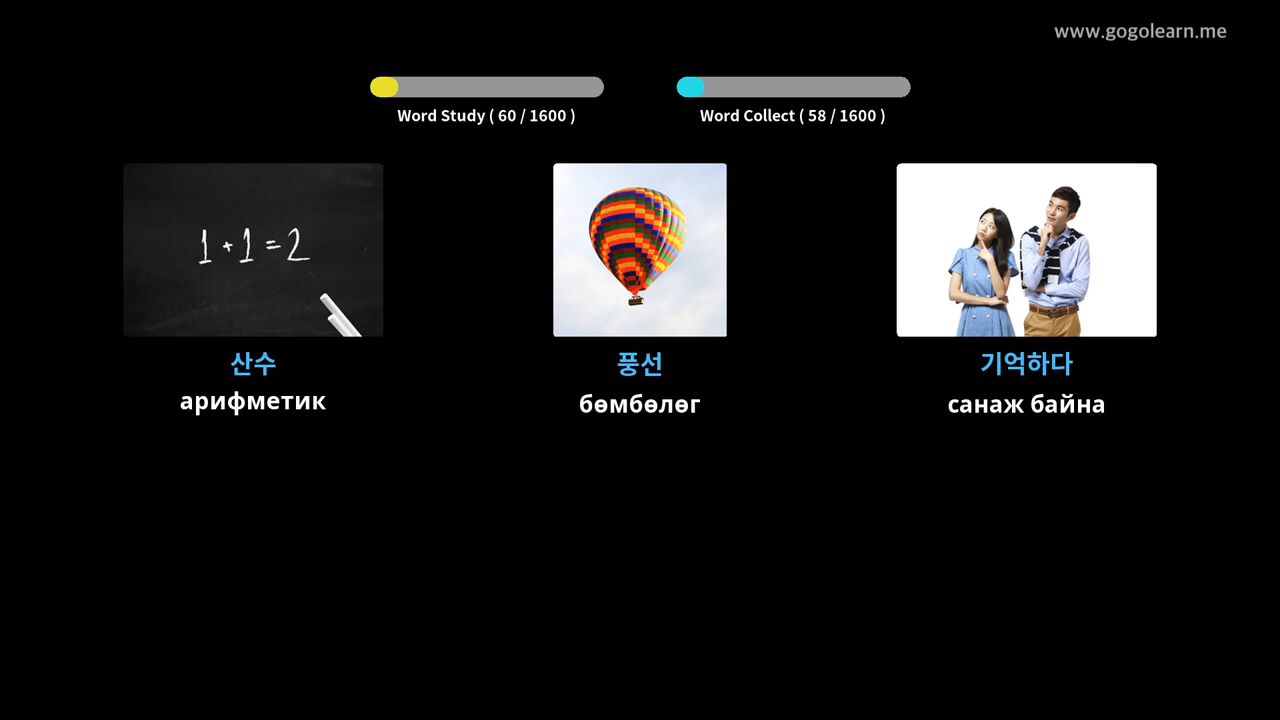 www.gogolearn.me
Word Study ( 60 / 1600 )
Word Collect ( 58 / 1600 )
1 + 1 = 2
산수
풍선
기억하다
арифметик
бөмбөлөг
санаж байна